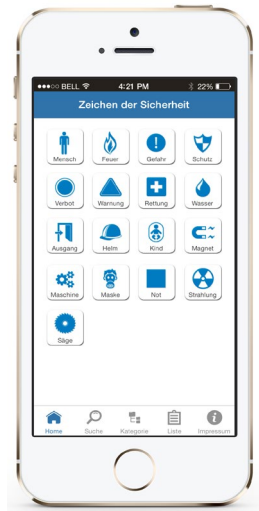 BELL 4:21 PM 22%
Zeichen der Sicherheit
Mensch Feuer Gefahr Schutz
Verbot Warnung Rettung Wasser
Ausgang Helm Kind Magnet
Maschine Maske Not Strahlung
Säge
Home Suche Kategorie Liste Impressum